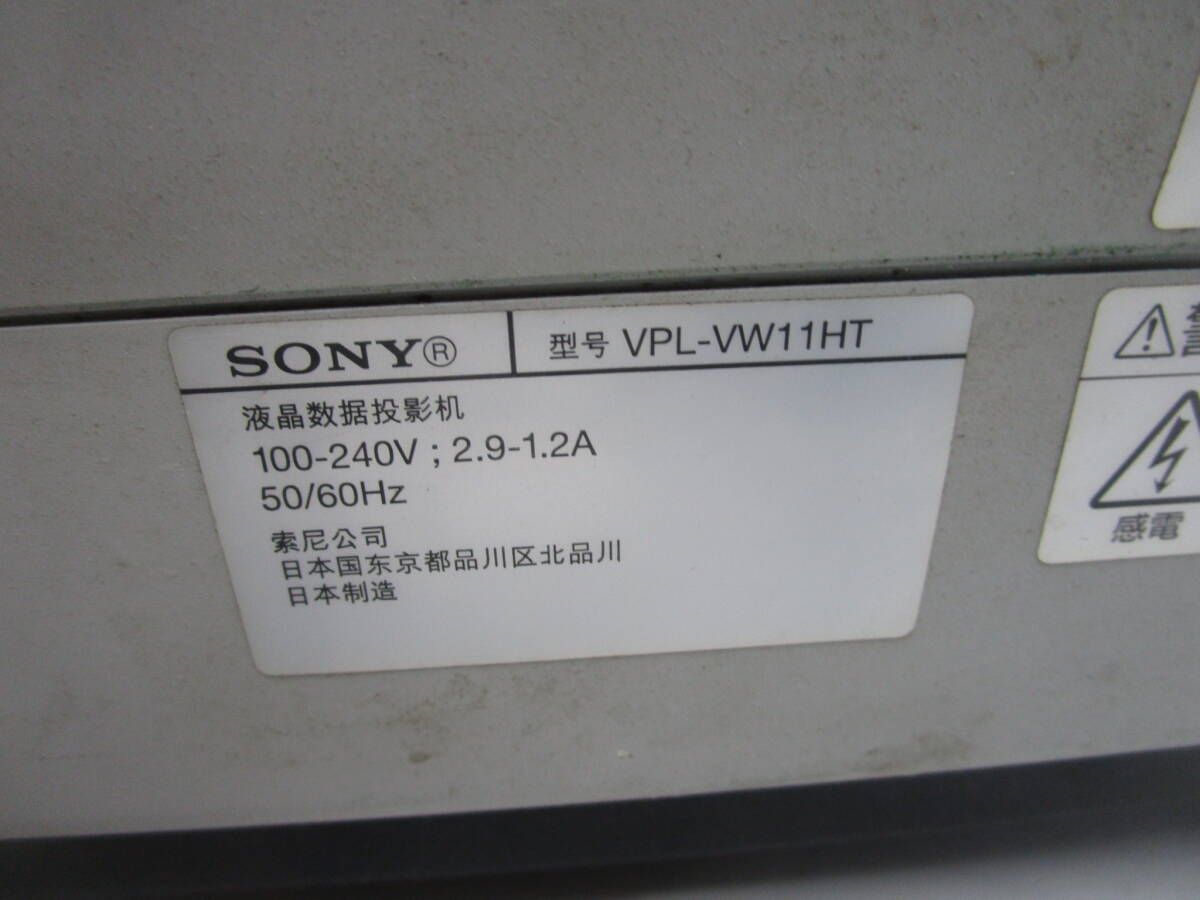 SONY®
型号 VPL-VW11HT
液晶数据投影机
100-240V ; 2.9-1.2A
50/60Hz
索尼公司
日本国东京都品川区北品川
日本制造
感電